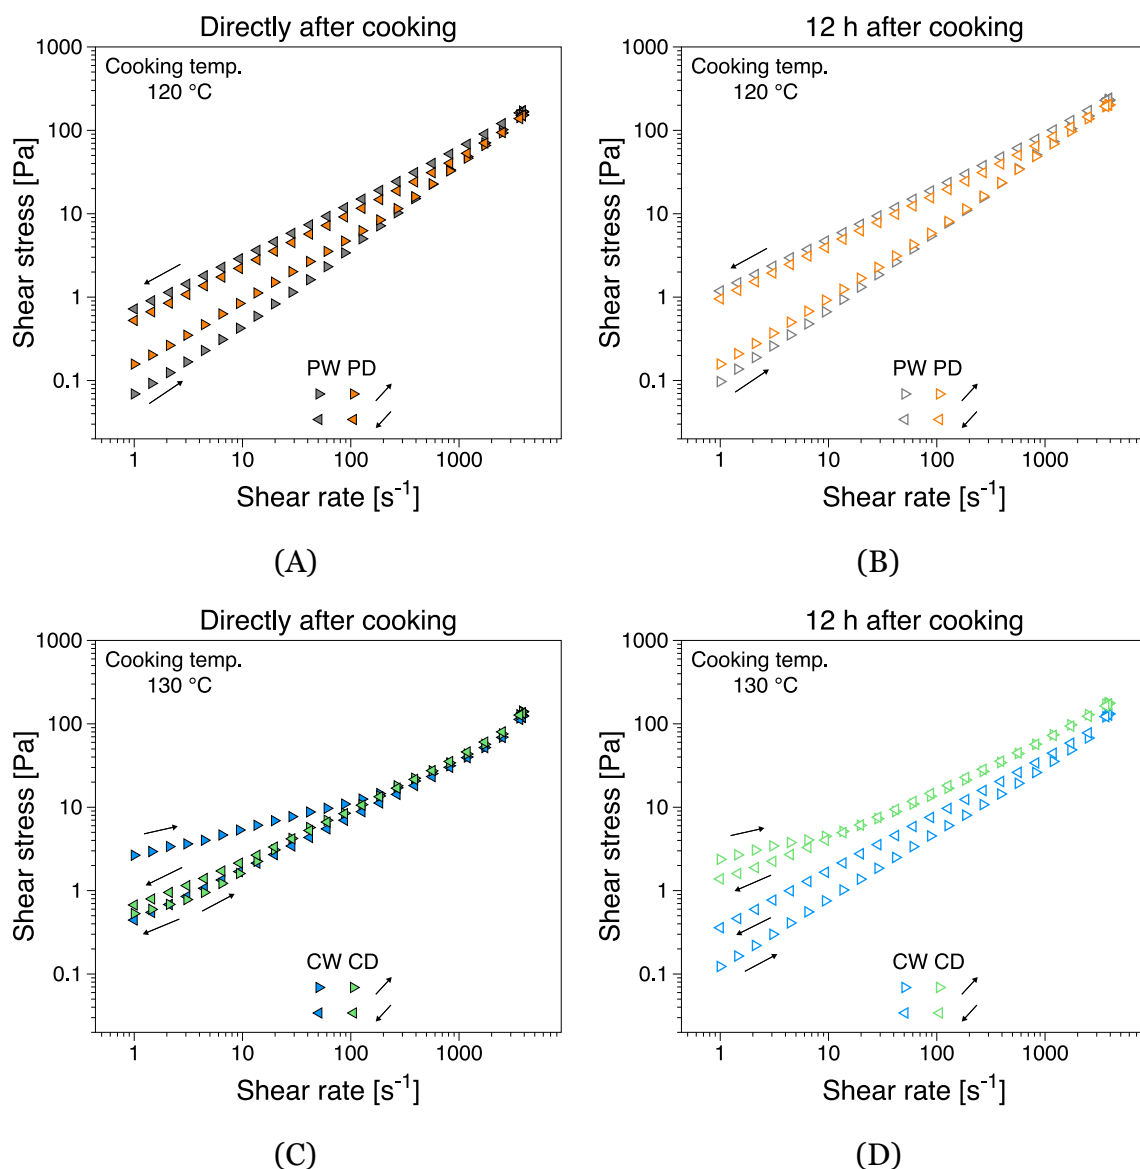 Directly after cooking
Cooking temp.
120 °C
1000
100
10
1
0.1
Shear stress [Pa]
PW PD
1 10 100 1000
Shear rate [s⁻¹]
(A)
12 h after cooking
Cooking temp.
120 °C
Shear stress [Pa]
1000
100
10
1
0.1
PW PD
1 10 100 1000
Shear rate [s⁻¹]
(B)
Directly after cooking
Cooking temp.
130 °C
1000
100
10
1
0.1
Shear stress [Pa]
CW CD
1 10 100 1000
Shear rate [s⁻¹]
(C)
12 h after cooking
Cooking temp.
130 °C
Shear stress [Pa]
1000
100
10
1
0.1
CW CD
1 10 100 1000
Shear rate [s⁻¹]
(D)